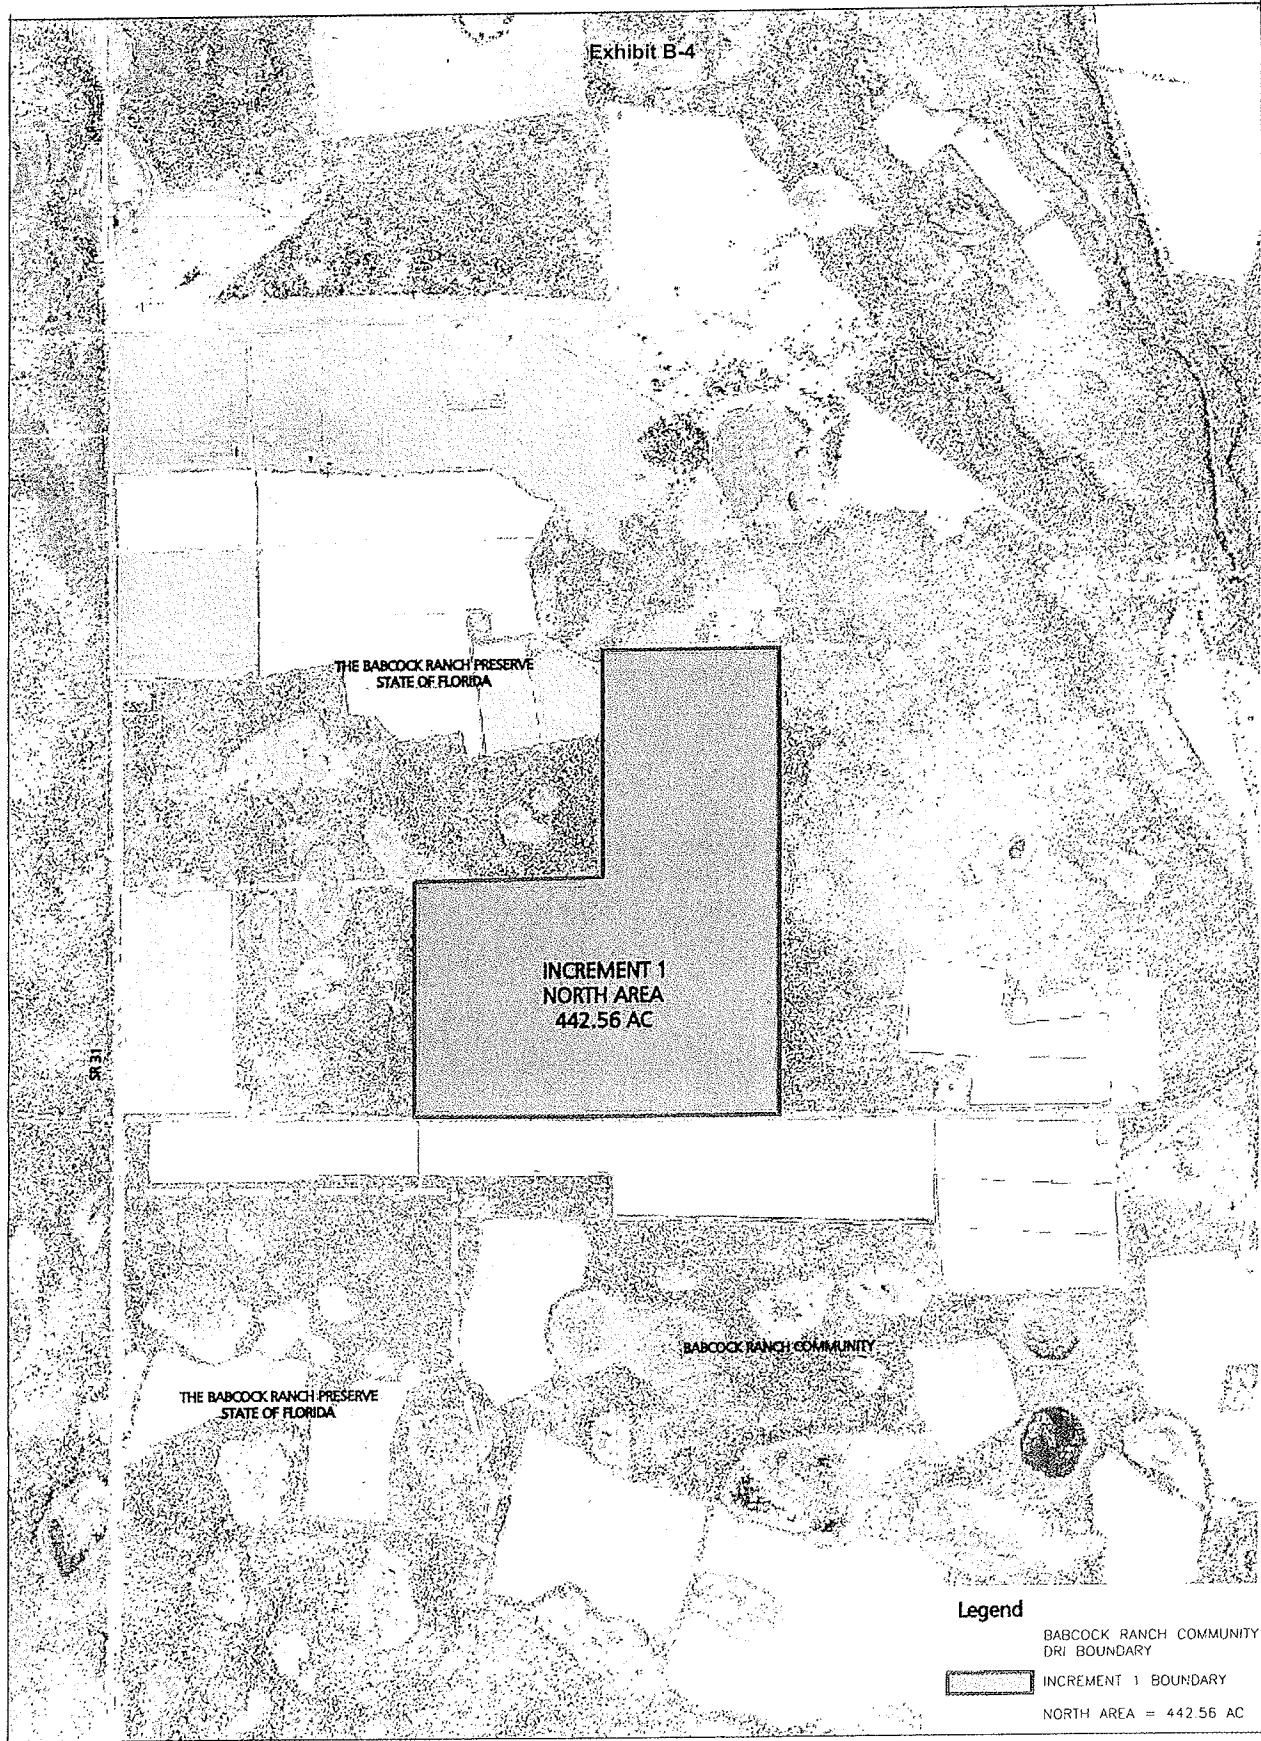 Exhibit B-4
THE BABCOCK RANCH PRESERVE
STATE OF FLORIDA
INCREMENT 1
NORTH AREA
442.56 AC
SR 31
BABCOCK RANCH COMMUNITY
THE BABCOCK RANCH PRESERVE
STATE OF FLORIDA
Legend
BABCOCK RANCH COMMUNITY
DRI BOUNDARY
INCREMENT 1 BOUNDARY
NORTH AREA = 442.56 AC